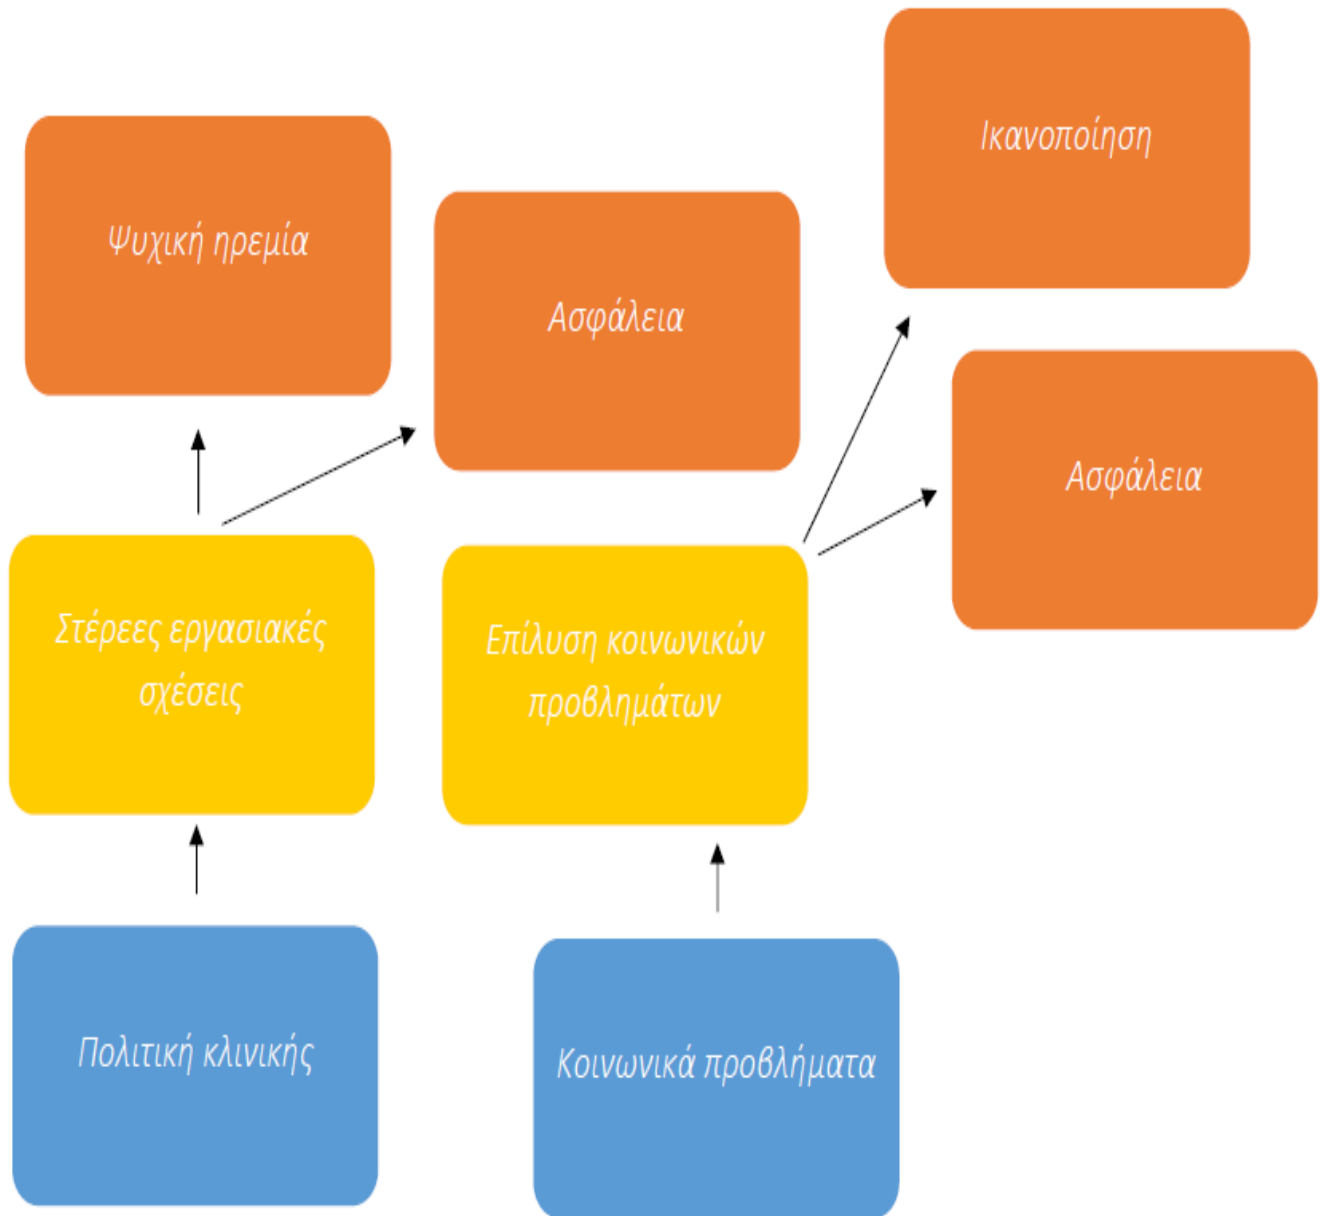 Ικανοποίηση
Ψυχική ηρεμία
Ασφάλεια
Ασφάλεια
Στέρεες εργασιακές
σχέσεις
Επίλυση κοινωνικών
προβλημάτων
Πολιτική κλινικής
Κοινωνικά προβλήματα